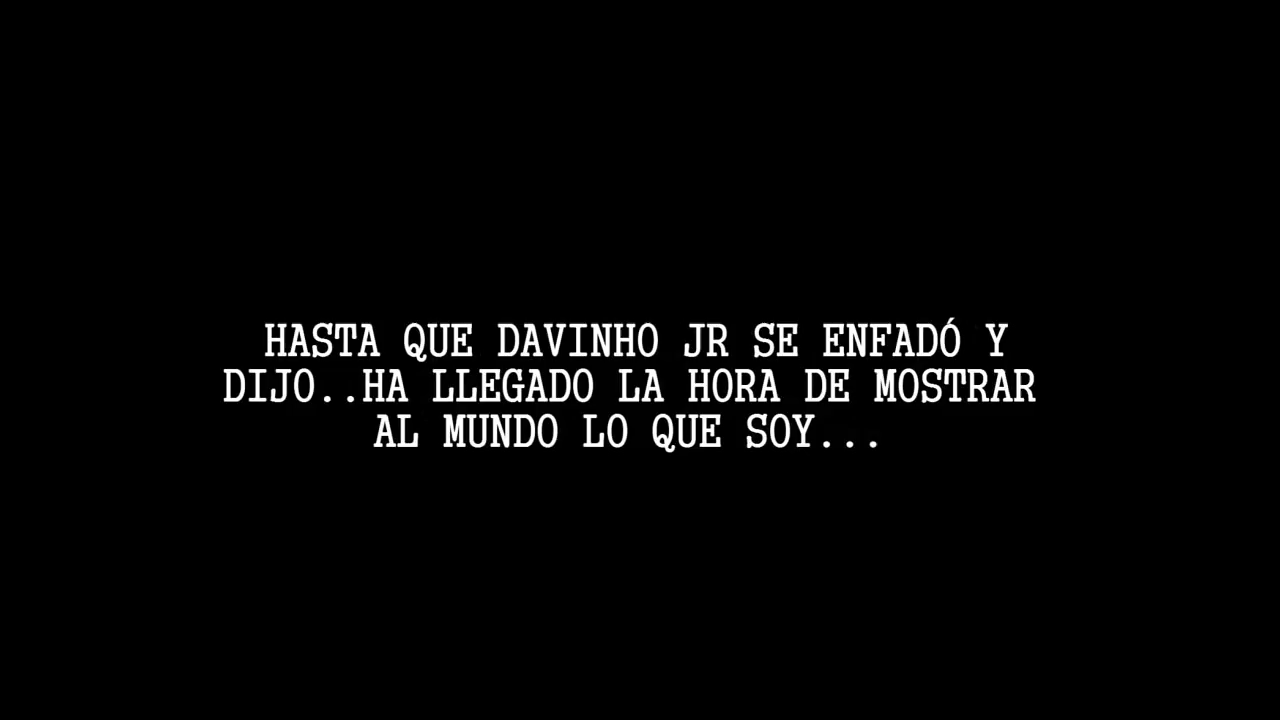 HASTA QUE DAVINHO JR SE ENFADÓ Y
DIJO..HA LLEGADO LA HORA DE MOSTRAR
AL MUNDO LO QUE SOY...